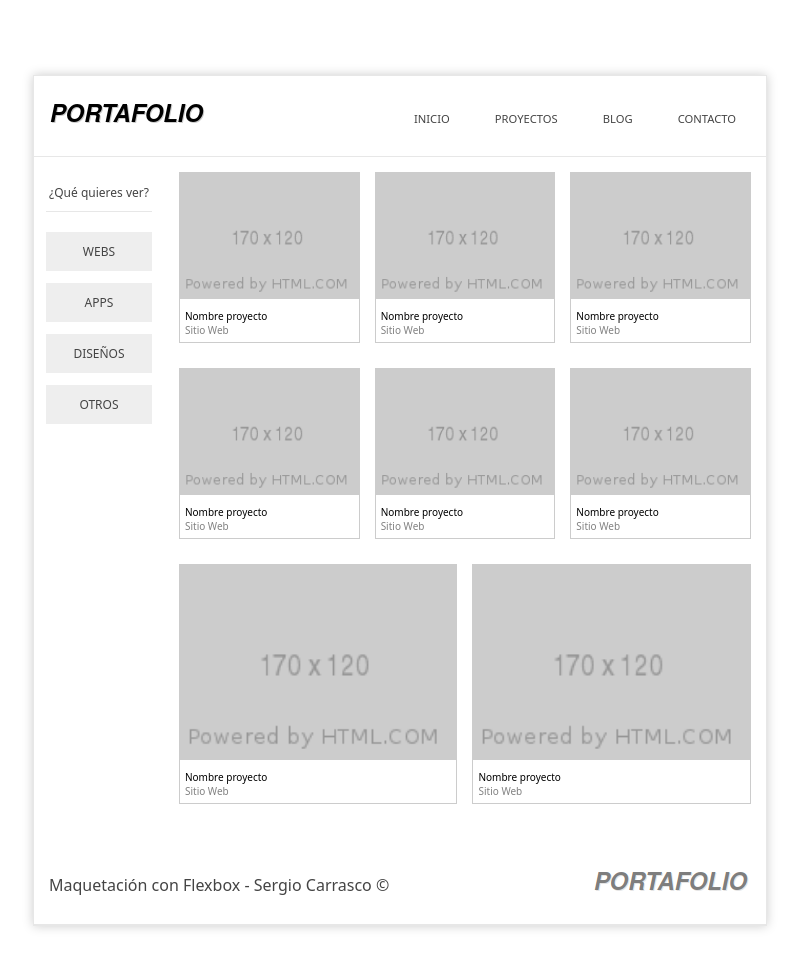 PORTAFOLIO
INICIO PROYECTOS BLOG CONTACTO
¿Qué quieres ver?
WEBS
APPS
DISEÑOS
OTROS
170 x 120
Powered by HTML.COM
Nombre proyecto
Sitio Web
170 x 120
Powered by HTML.COM
Nombre proyecto
Sitio Web
170 x 120
Powered by HTML.COM
Nombre proyecto
Sitio Web
170 x 120
Powered by HTML.COM
Nombre proyecto
Sitio Web
170 x 120
Powered by HTML.COM
Nombre proyecto
Sitio Web
170 x 120
Powered by HTML.COM
Nombre proyecto
Sitio Web
170 x 120
Powered by HTML.COM
Nombre proyecto
Sitio Web
170 x 120
Powered by HTML.COM
Nombre proyecto
Sitio Web
Maquetación con Flexbox - Sergio Carrasco ©
PORTAFOLIO